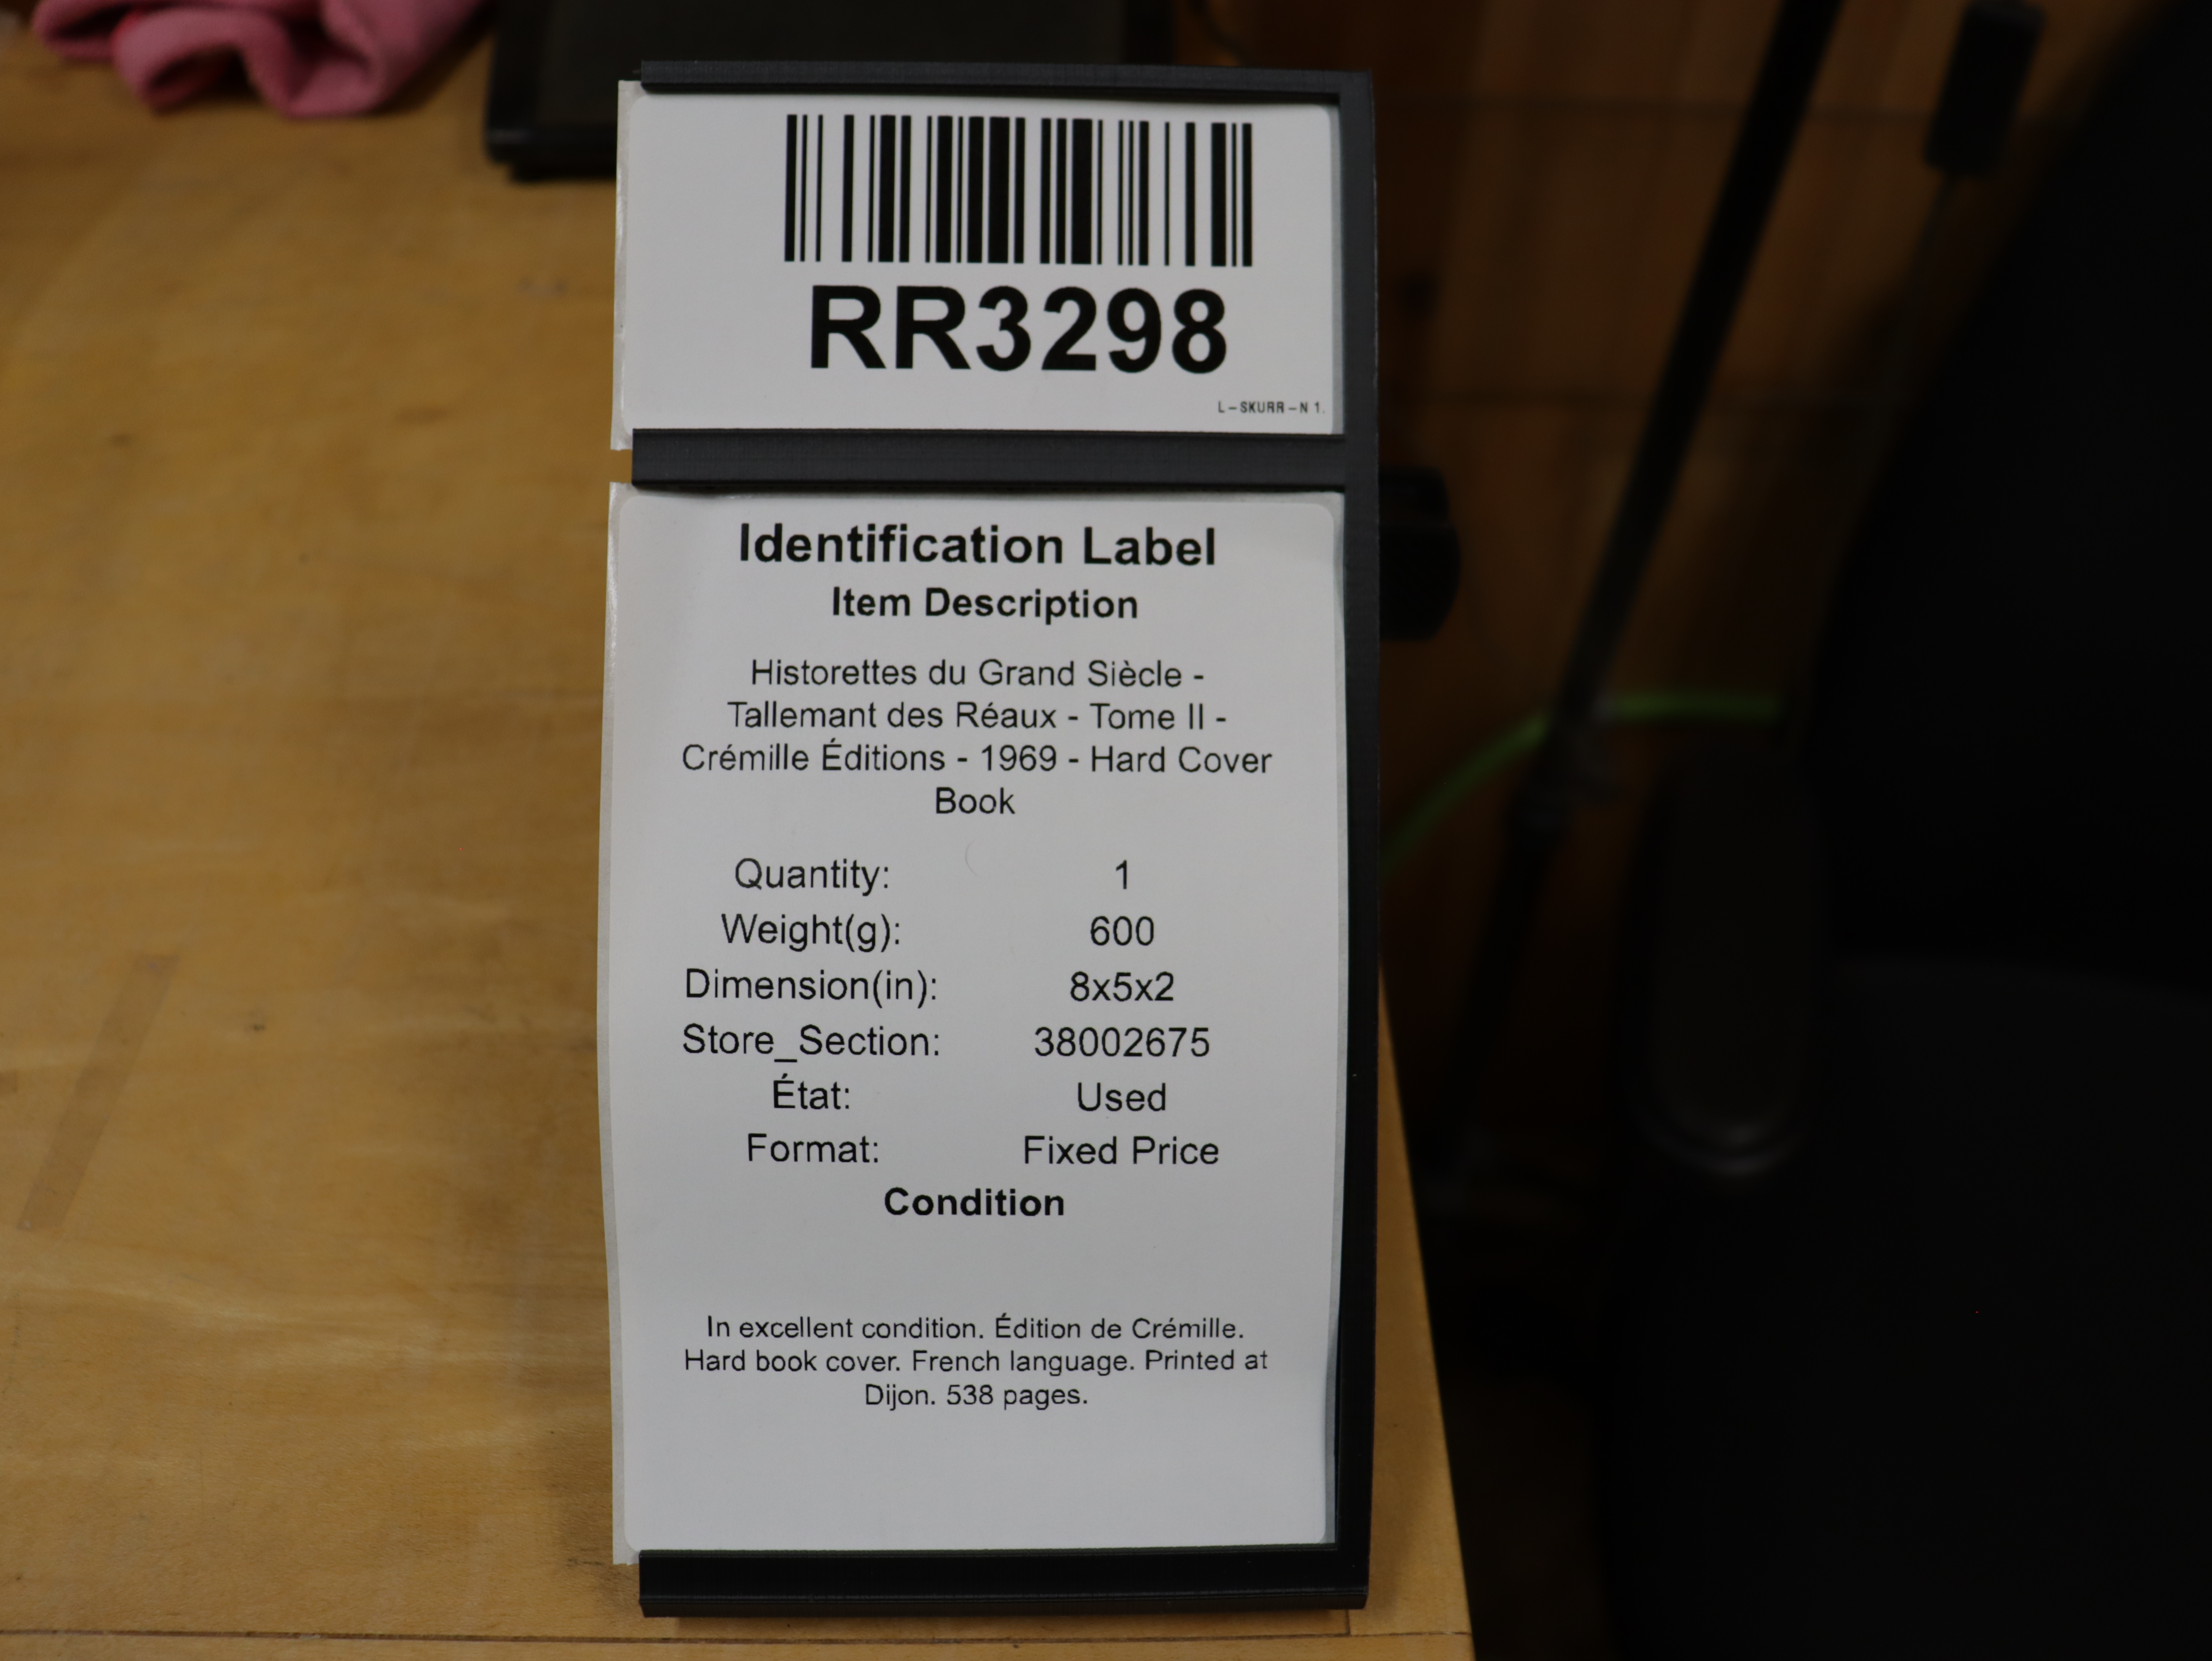 RR3298
L-SKURR-N 1.
Identification Label
Item Description
Historettes du Grand Siècle -
Tallemant des Réaux - Tome II -
Crémille Éditions - 1969 - Hard Cover
Book
Quantity: 1
Weight(g): 600
Dimension(in): 8x5x2
Store_Section: 38002675
État: Used
Format: Fixed Price
Condition
In excellent condition. Édition de Crémille.
Hard book cover. French language. Printed at
Dijon. 538 pages.